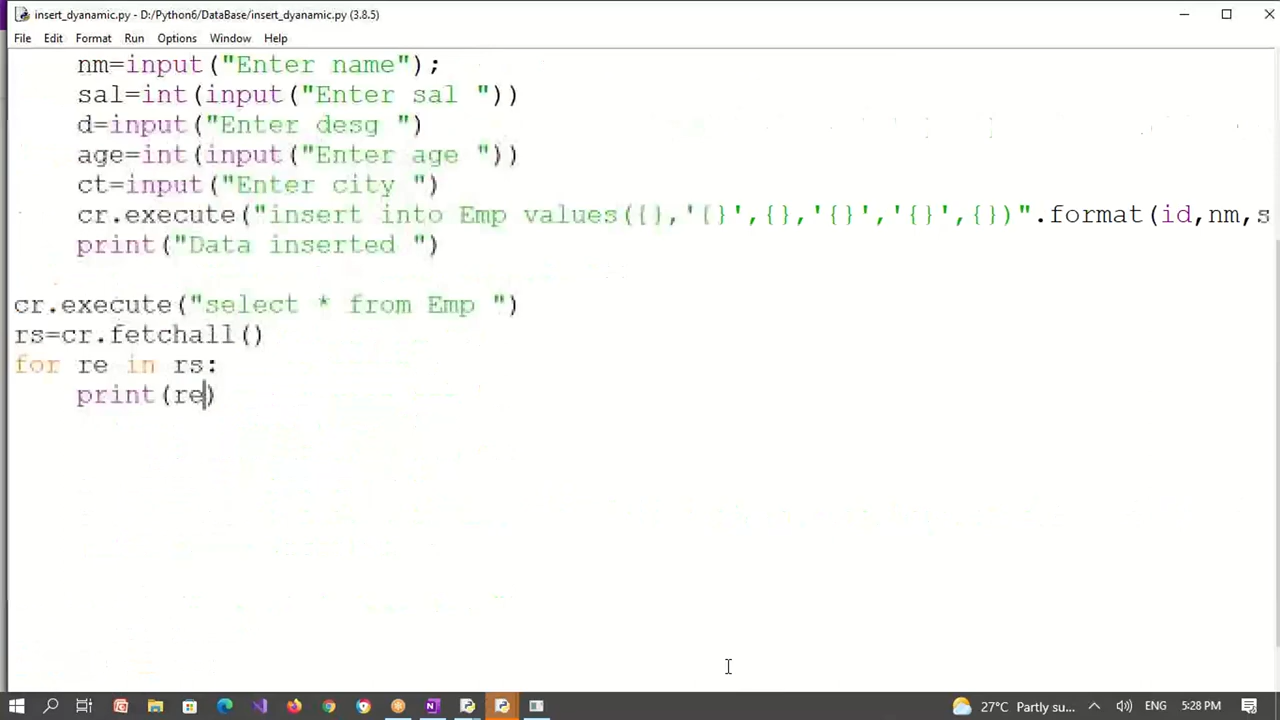 insert_dyanamic.py - D:/Python6/DataBase/insert_dyanamic.py (3.8.5)
File Edit Format Run Options Window Help
nm=input("Enter name");
sal=int(input("Enter sal "))
d=input("Enter desg ")
age=int(input("Enter age "))
ct=input("Enter city ")
cr.execute("insert into Emp values({},'{}',{},'{}','{}',{})".format(id,nm,s
print("Data inserted ")
cr.execute("select * from Emp ")
rs=cr.fetchall()
for re in rs:
print(re)
27°C Partly su... ENG 5:28 PM